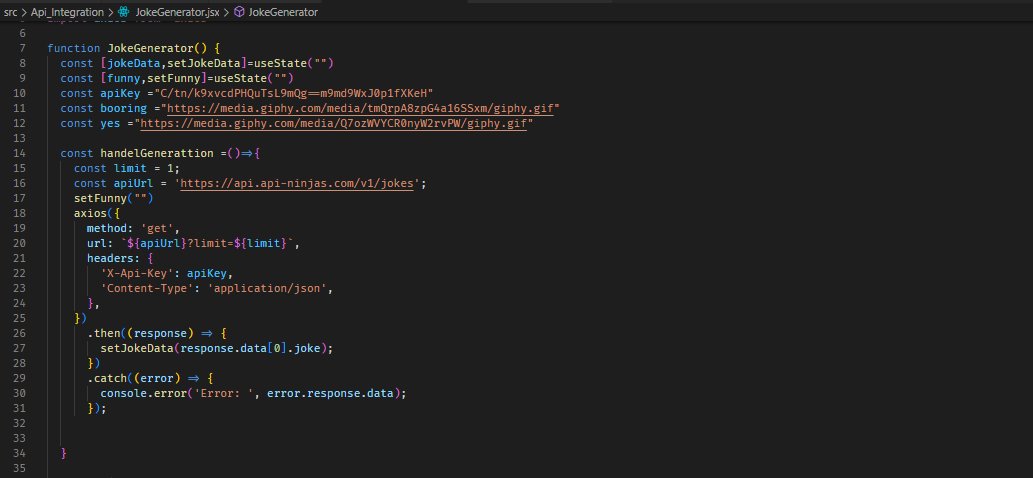 src > Api_Integration > JokeGenerator.jsx > JokeGenerator
6
7 function JokeGenerator() {
8 const [jokeData,setJokeData]=useState("")
9 const [funny,setFunny]=useState("")
10 const apiKey ="C/tn/k9xvcdPHQuTsL9mQg==m9md9WxJ0p1fXKeH"
11 const booring ="https://media.giphy.com/media/tmQrpA8zpG4a16SSxm/giphy.gif"
12 const yes ="https://media.giphy.com/media/Q7ozWVYCR0nyW2rvPW/giphy.gif"
13
14 const handelGenerattion =()=>{
15 const limit = 1;
16 const apiUrl = 'https://api.api-ninjas.com/v1/jokes';
17 setFunny("")
18 axios({
19 method: 'get',
20 url: `${apiUrl}?limit=${limit}`,
21 headers: {
22 'X-Api-Key': apiKey,
23 'Content-Type': 'application/json',
24 },
25 })
26 .then((response) => {
27 setJokeData(response.data[0].joke);
28 })
29 .catch((error) => {
30 console.error('Error: ', error.response.data);
31 });
32
33
34 }
35